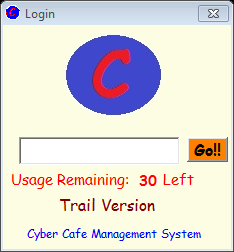 Login
C
Go!!
Usage Remaining: 30 Left
Trail Version
Cyber Cafe Management System